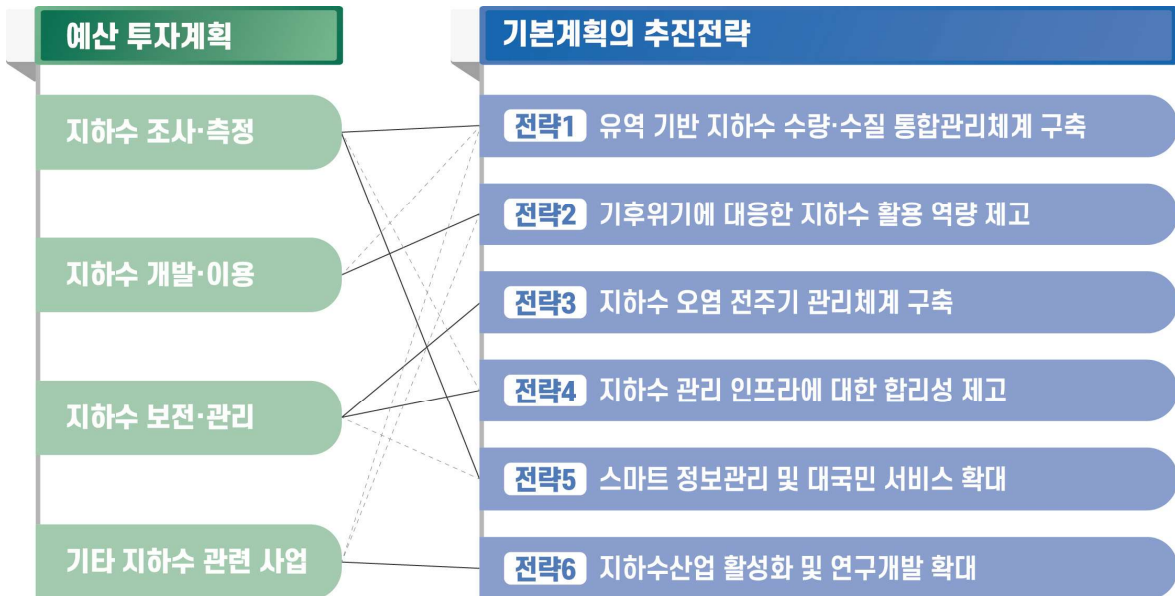 예산 투자계획
지하수 조사·측정
지하수 개발·이용
지하수 보전·관리
기타 지하수 관련 사업
기본계획의 추진전략
전략1 유역 기반 지하수 수량·수질 통합관리체계 구축
전략2 기후위기에 대응한 지하수 활용 역량 제고
전략3 지하수 오염 전주기 관리체계 구축
전략4 지하수 관리 인프라에 대한 합리성 제고
전략5 스마트 정보관리 및 대국민 서비스 확대
전략6 지하수산업 활성화 및 연구개발 확대